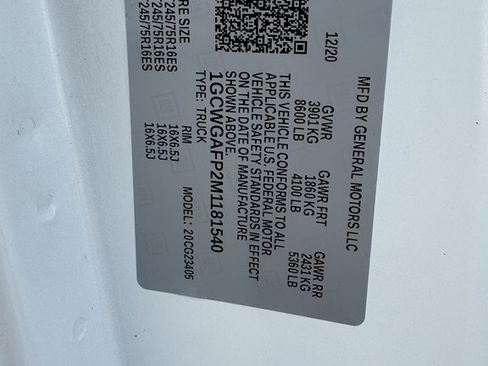 MFD BY GENERAL MOTORS LLC
12/20
GVWR GAWR FRT GAWR RR
3901 KG 1860 KG 2431 KG
8600 LB 4100 LB 5360 LB
THIS VEHICLE CONFORMS TO ALL
APPLICABLE U.S. FEDERAL MOTOR
VEHICLE SAFETY STANDARDS IN EFFECT
ON THE DATE OF MANUFACTURE
SHOWN ABOVE.
1GCWGAFP2M1181540
TYPE: TRUCK MODEL: 20CG23405
RE SIZE RIM
245/75R16ES 16X6.5J
245/75R16ES 16X6.5J
245/75R16ES 16X6.5J